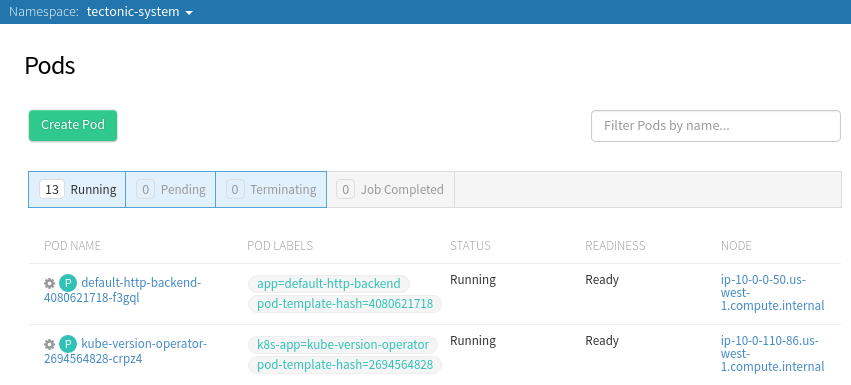 Namespace: tectonic-system
Pods
Create Pod
Filter Pods by name...
13 Running 0 Pending 0 Terminating 0 Job Completed
POD NAME POD LABELS STATUS READINESS NODE
P default-http-backend- app=default-http-backend Running Ready ip-10-0-0-50.us-
4080621718-f3gql pod-template-hash=4080621718 west-
1.compute.internal
P kube-version-operator- k8s-app=kube-version-operator Running Ready ip-10-0-110-86.us-
2694564828-crpz4 pod-template-hash=2694564828 west-
1.compute.internal